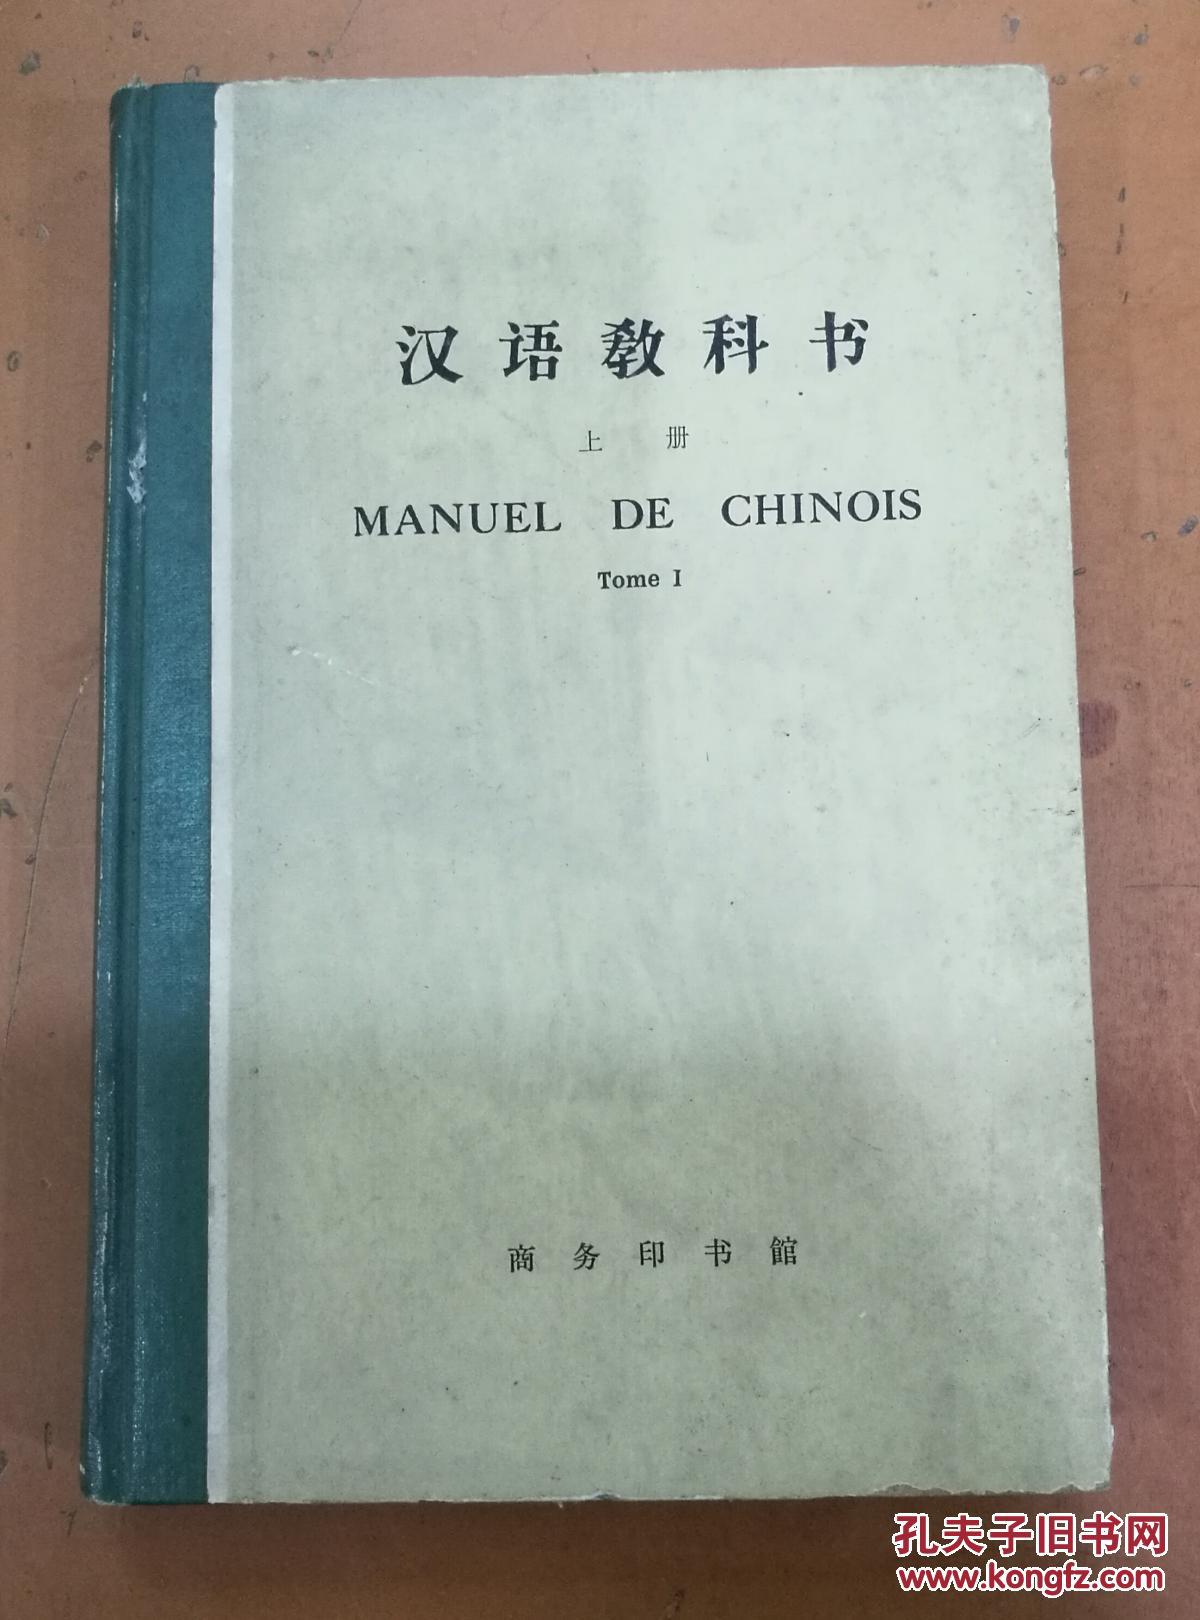 汉语教科书
上册
MANUEL DE CHINOIS
Tome I
商务印书館
孔夫子旧书网
www.kongfz.com